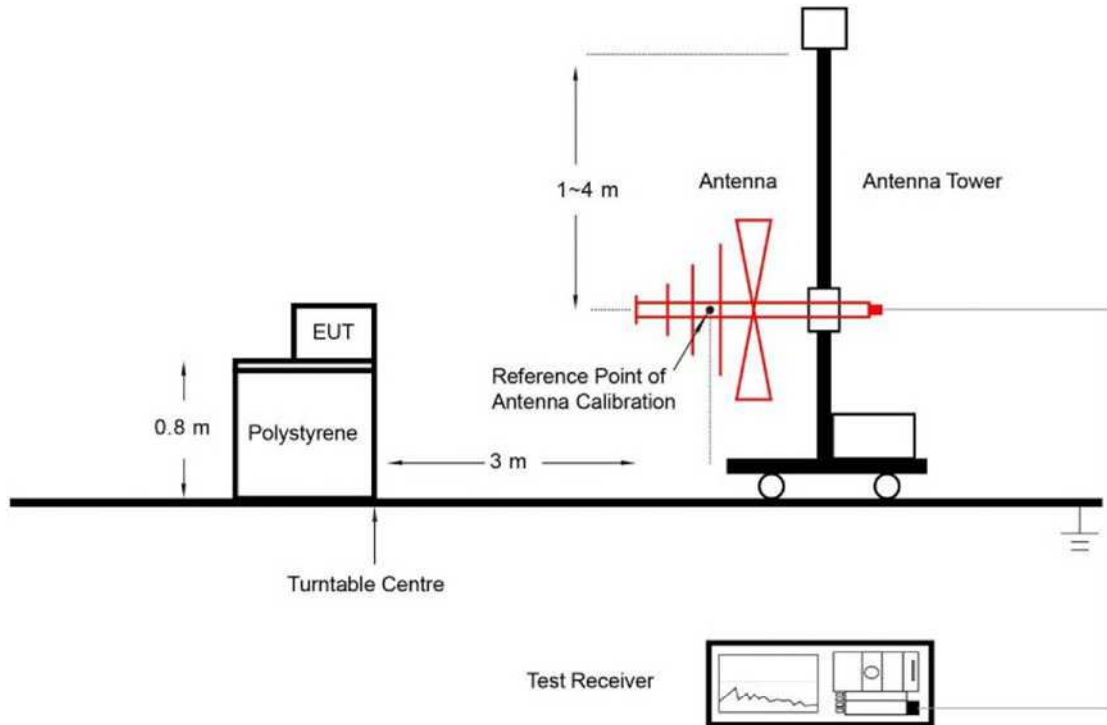 1~4 m
Antenna
Antenna Tower
EUT
Reference Point of
Antenna Calibration
0.8 m
Polystyrene
3 m
Turntable Centre
Test Receiver